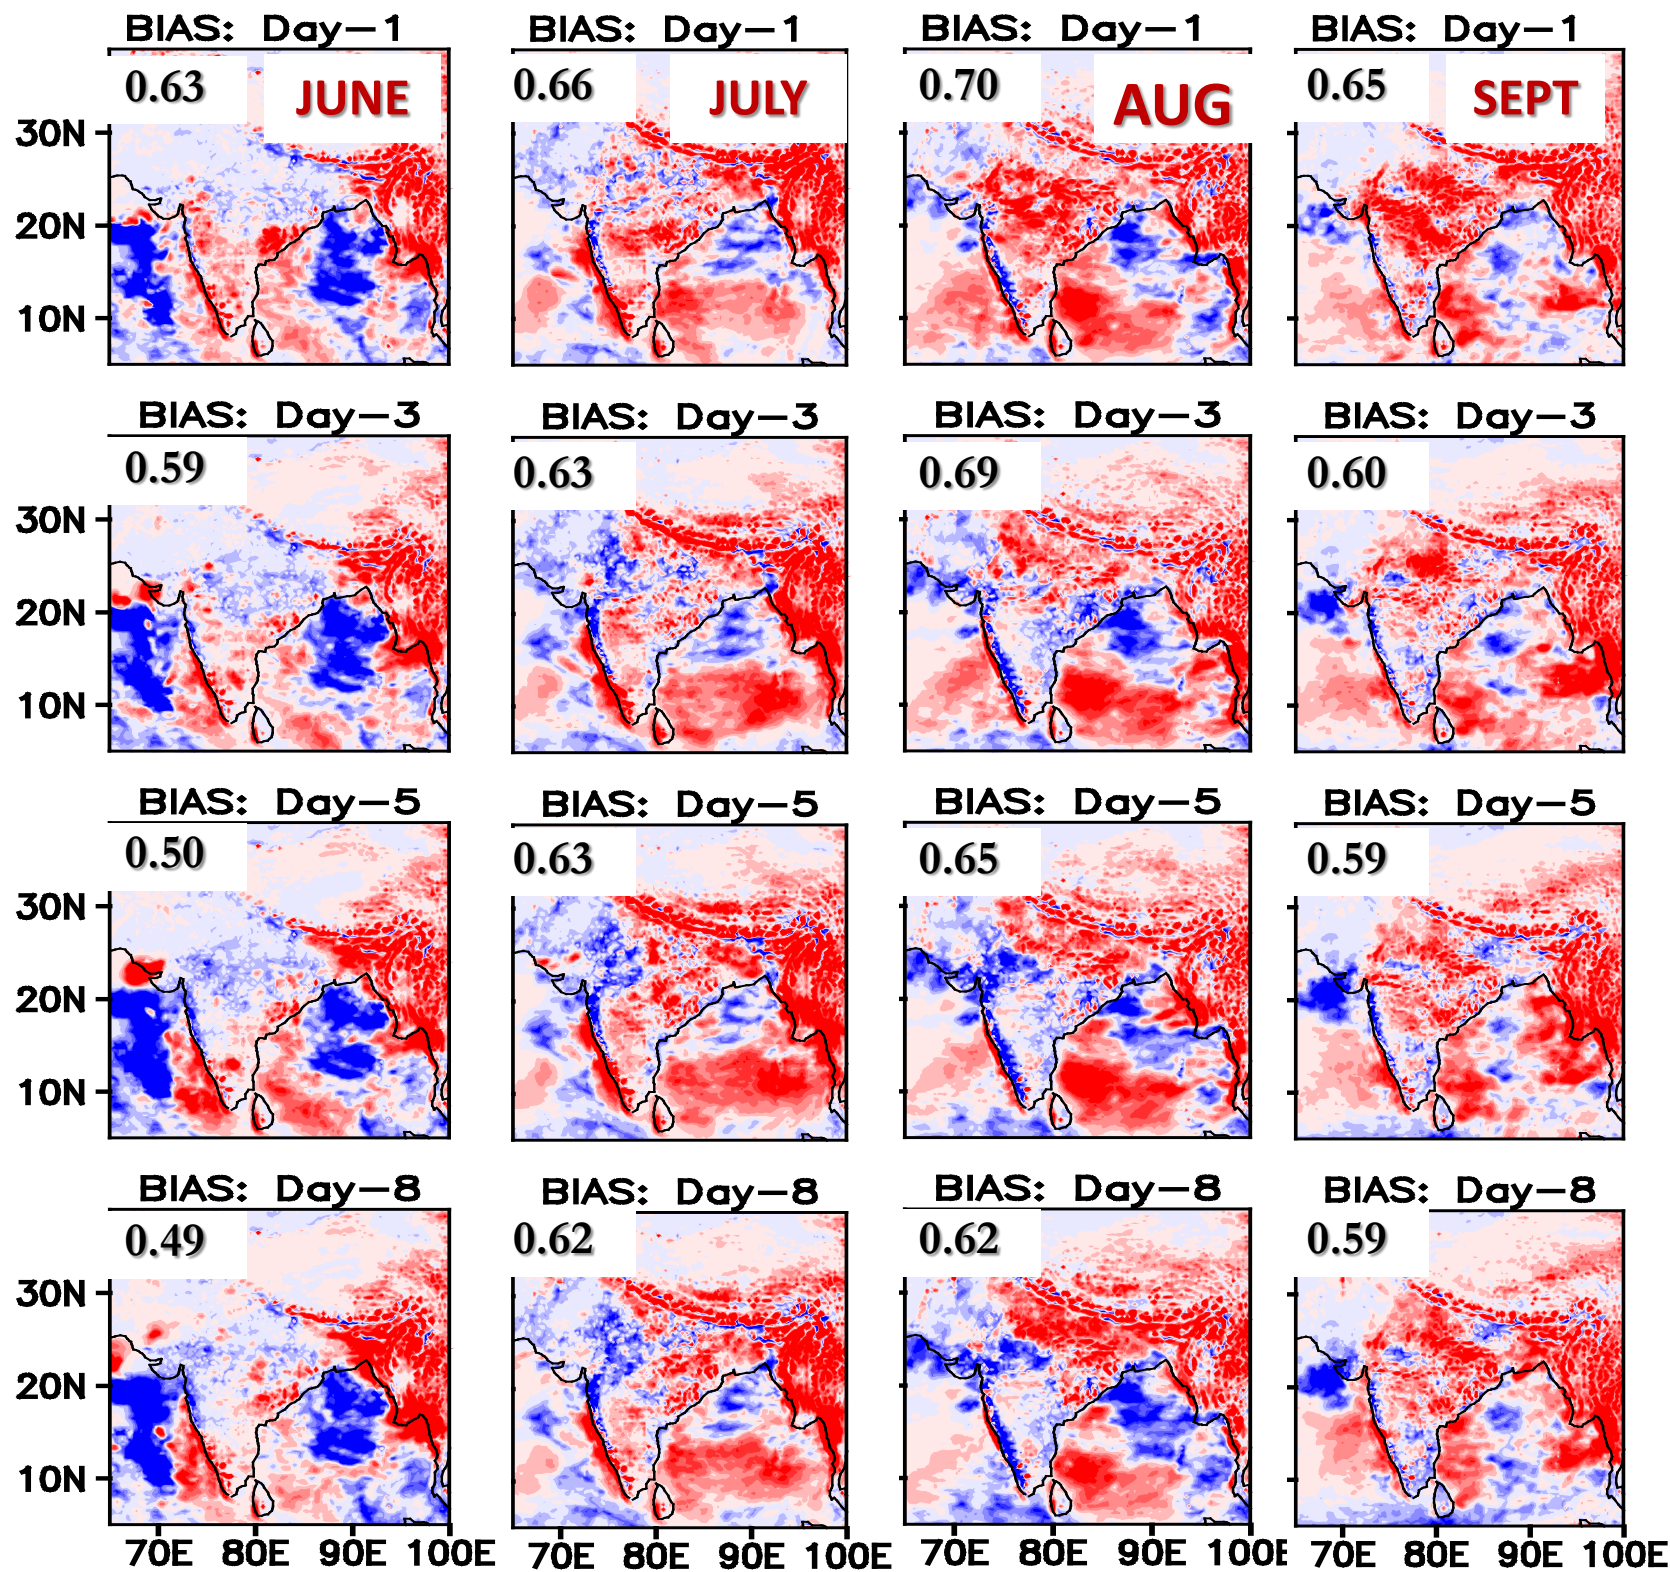 BIAS: Day-1 BIAS: Day-1 BIAS: Day-1 BIAS: Day-1
0.63 JUNE 0.66 JULY 0.70 AUG 0.65 SEPT
30N
20N
10N
BIAS: Day-3 BIAS: Day-3 BIAS: Day-3 BIAS: Day-3
0.59 0.63 0.69 0.60
30N
20N
10N
BIAS: Day-5 BIAS: Day-5 BIAS: Day-5 BIAS: Day-5
0.50 0.63 0.65 0.59
30N
20N
10N
BIAS: Day-8 BIAS: Day-8 BIAS: Day-8 BIAS: Day-8
0.49 0.62 0.62 0.59
30N
20N
10N
70E 80E 90E 100E 70E 80E 90E 100E 70E 80E 90E 100E 70E 80E 90E 100E